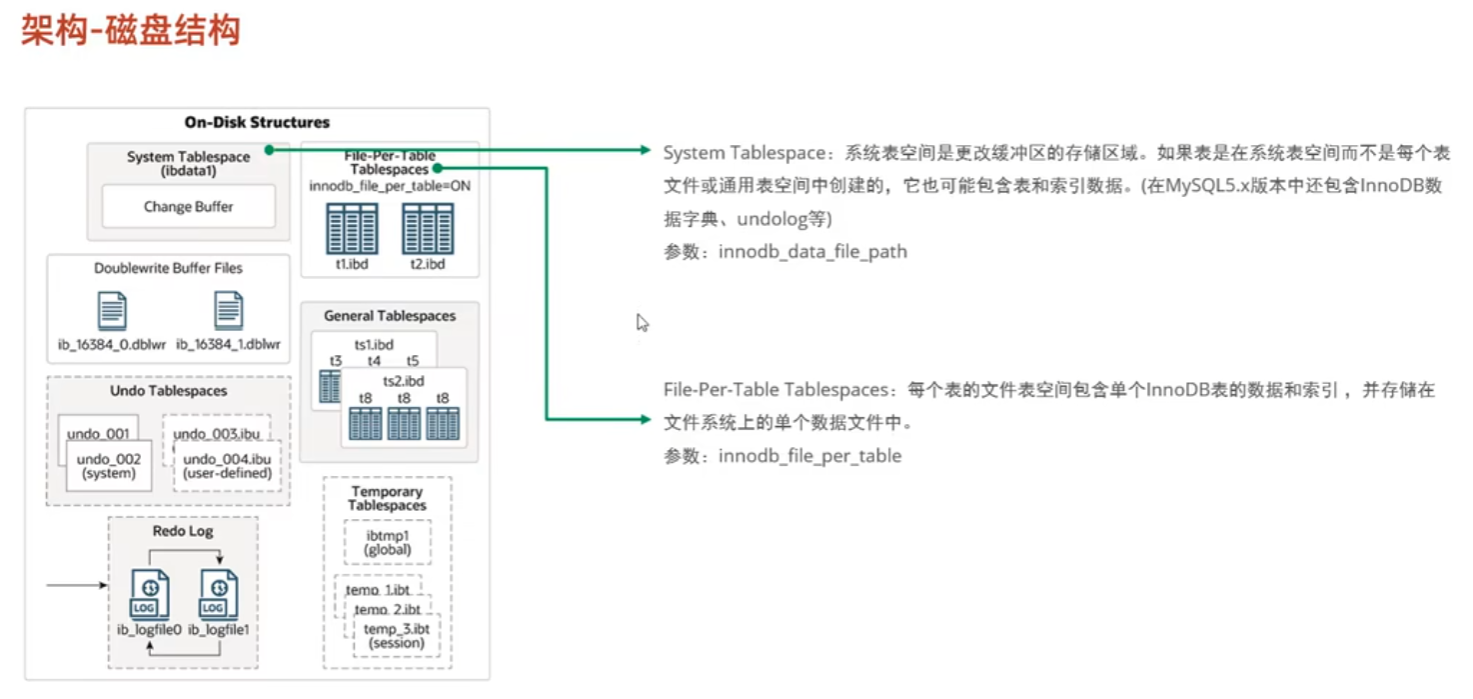 架构-磁盘结构
On-Disk Structures
System Tablespace
(ibdata1)
Change Buffer
File-Per-Table
Tablespaces
innodb_file_per_table=ON
t1.ibd t2.ibd
Doublewrite Buffer Files
ib_16384_0.dblwr ib_16384_1.dblwr
General Tablespaces
ts1.ibd
t3 t4 t5
ts2.ibd
t8 t8 t8
Undo Tablespaces
undo_001
undo_002
(system)
undo_003.ibu
undo_004.ibu
(user-defined)
Temporary
Tablespaces
ibtmp1
(global)
temp_1.ibt
temp_2.ibt
temp_3.ibt
(session)
Redo Log
LOG LOG
ib_logfile0 ib_logfile1
System Tablespace：系统表空间是更改缓冲区的存储区域。如果表是在系统表空间而不是每个表
文件或通用表空间中创建的，它也可能包含表和索引数据。(在MySQL5.x版本中还包含InnoDB数
据字典、undolog等)
参数：innodb_data_file_path
File-Per-Table Tablespaces：每个表的文件表空间包含单个InnoDB表的数据和索引，并存储在
文件系统上的单个数据文件中。
参数：innodb_file_per_table